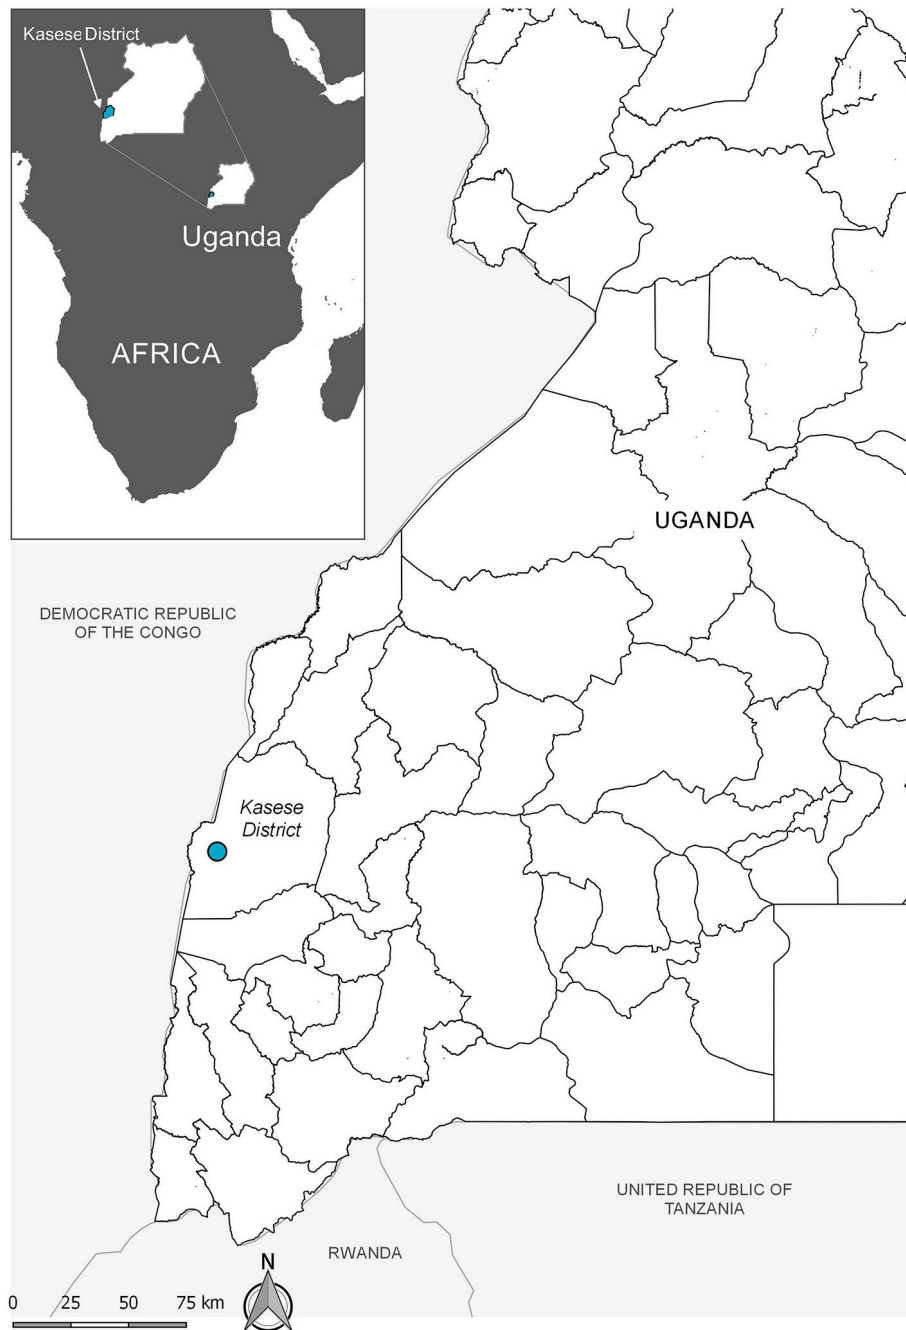 Kasese District
Uganda
AFRICA
UGANDA
DEMOCRATIC REPUBLIC
OF THE CONGO
Kasese
District
UNITED REPUBLIC OF
TANZANIA
RWANDA
N
0 25 50 75 km